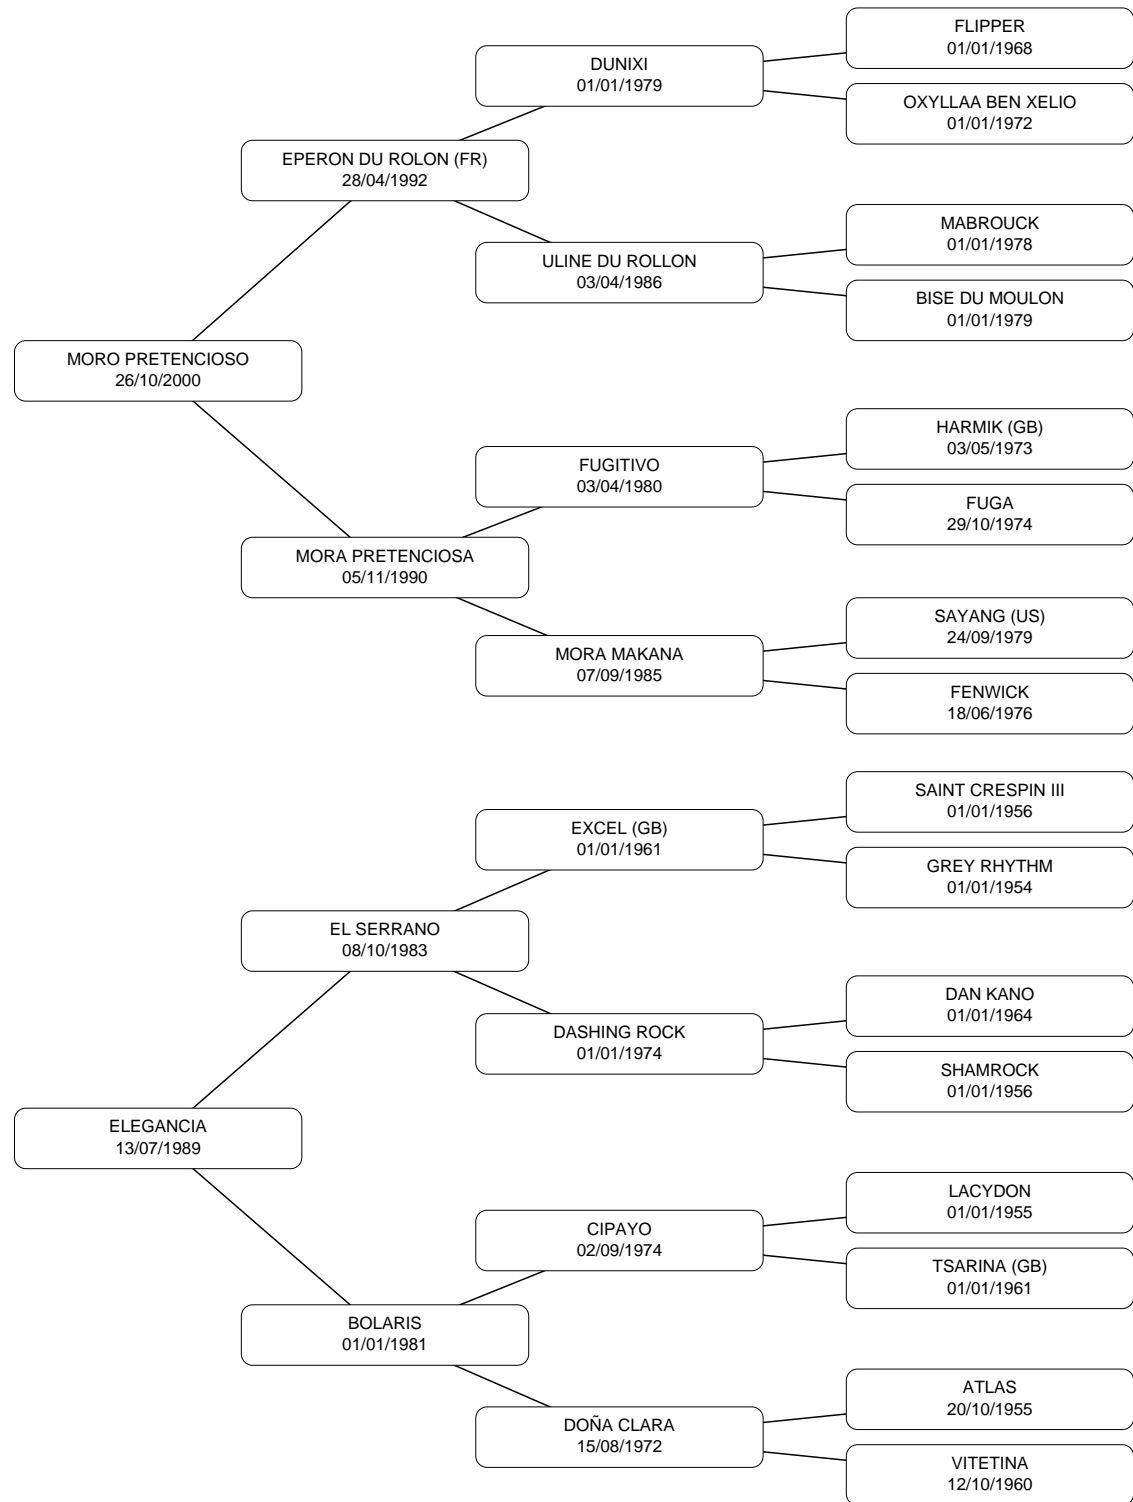 FLIPPER
01/01/1968
DUNIXI
01/01/1979
OXYLLAA BEN XELIO
01/01/1972
EPERON DU ROLON (FR)
28/04/1992
MABROUCK
01/01/1978
ULINE DU ROLLON
03/04/1986
BISE DU MOULON
01/01/1979
MORO PRETENCIOSO
26/10/2000
HARMIK (GB)
03/05/1973
FUGITIVO
03/04/1980
FUGA
29/10/1974
MORA PRETENCIOSA
05/11/1990
SAYANG (US)
24/09/1979
MORA MAKANA
07/09/1985
FENWICK
18/06/1976
SAINT CRESPIN III
01/01/1956
EXCEL (GB)
01/01/1961
GREY RHYTHM
01/01/1954
EL SERRANO
08/10/1983
DAN KANO
01/01/1964
DASHING ROCK
01/01/1974
SHAMROCK
01/01/1956
ELEGANCIA
13/07/1989
LACYDON
01/01/1955
CIPAYO
02/09/1974
TSARINA (GB)
01/01/1961
BOLARIS
01/01/1981
ATLAS
20/10/1955
DOÑA CLARA
15/08/1972
VITETINA
12/10/1960